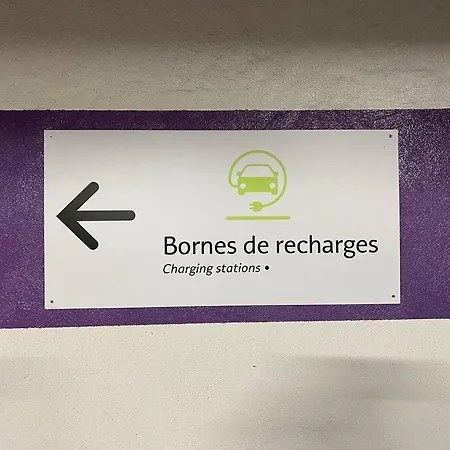 Bornes de recharges
Charging stations •